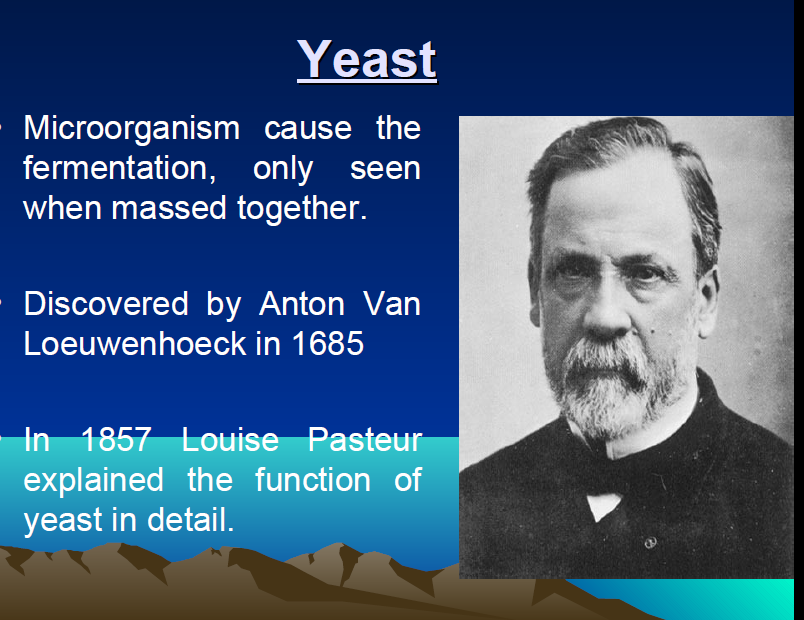 Yeast
Microorganism cause the
fermentation, only seen
when massed together.
Discovered by Anton Van
Loeuwenhoeck in 1685
In 1857 Louise Pasteur
explained the function of
yeast in detail.